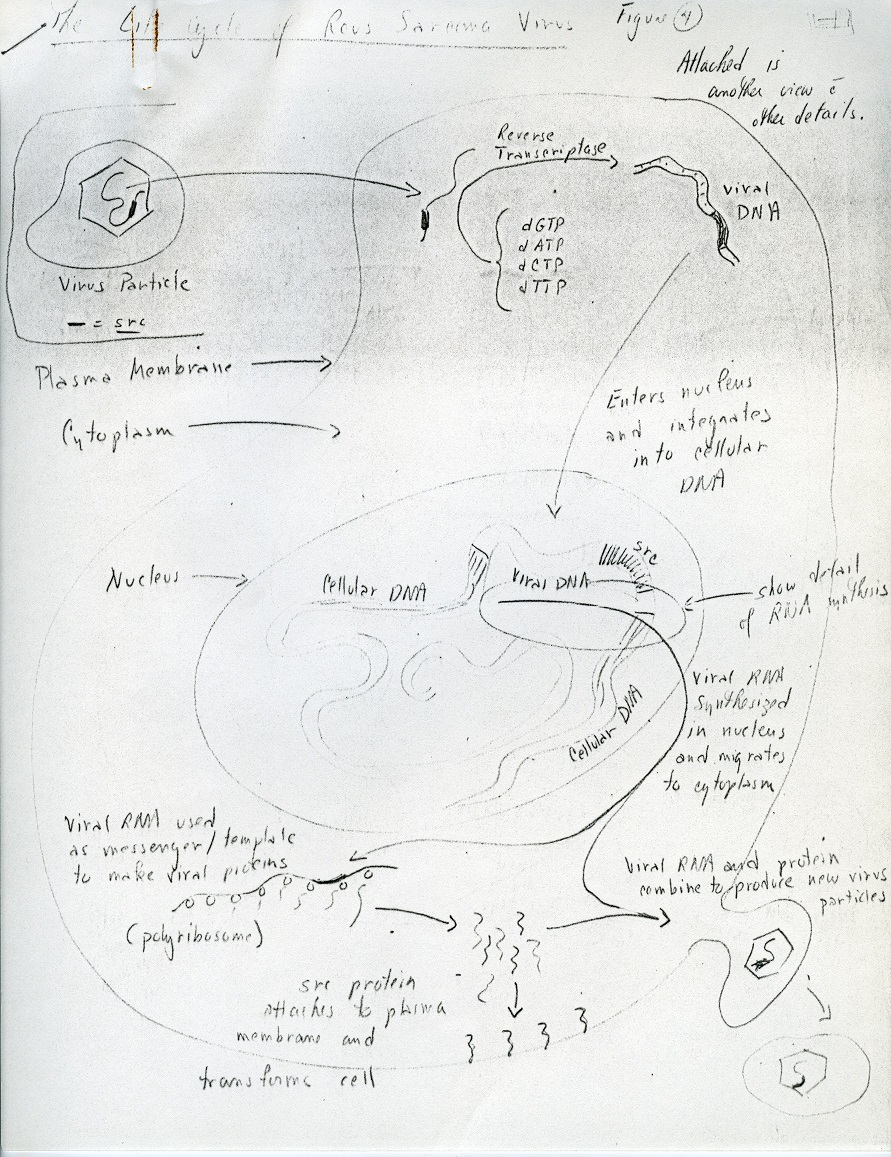 The Life Cycle of Rous Sarcoma Virus Figure 4
Attached is
another view c̄
other details.
Reverse
Transcriptase
Viral
DNA
dGTP
dATP
dCTP
dTTP
Virus Particle
— = src
Plasma Membrane
Cytoplasm
Enters nucleus
and integrates
into cellular
DNA
Nucleus
Cellular DNA
Viral DNA
src
show detail
of RNA synthesis
Cellular DNA
Viral RNA
synthesized
in nucleus
and migrates
to cytoplasm
Viral RNA used
as messenger/template
to make viral proteins
(polyribosome)
Viral RNA and protein
combine to produce new virus
particles
src protein
attaches to plasma
membrane and
transforms cell